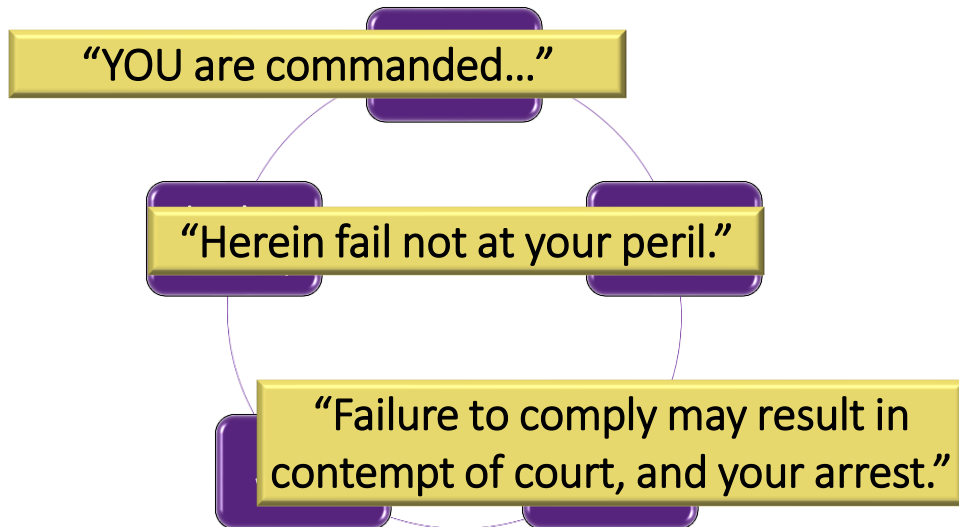 “YOU are commanded…”
“Herein fail not at your peril.”
“Failure to comply may result in
contempt of court, and your arrest.”